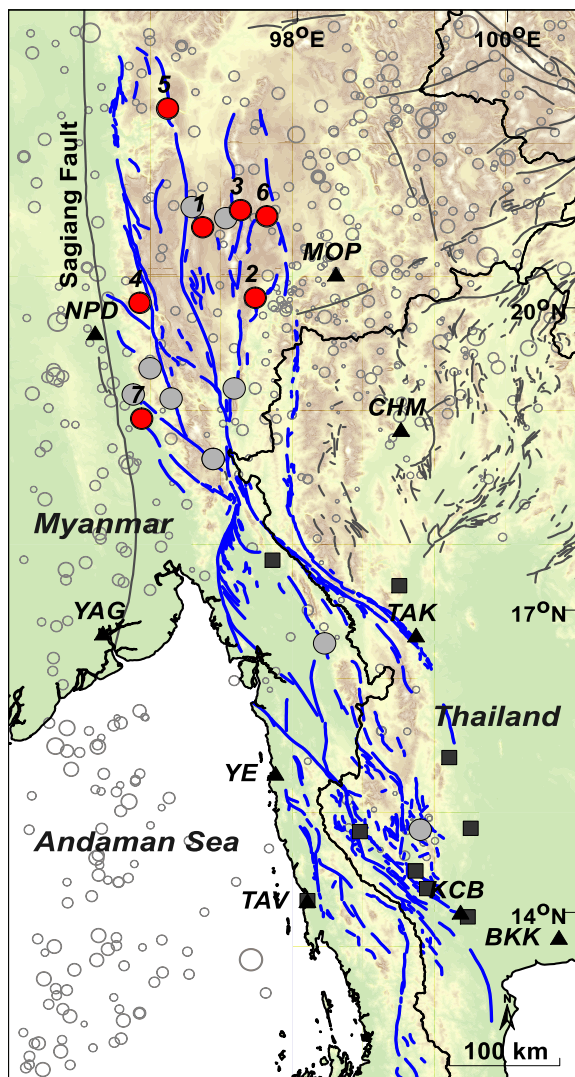 98°E
100°E
5
Sagiang Fault
1
3
6
MOP
4
2
20°N
NPD
7
CHM
Myanmar
17°N
YAG
TAK
Thailand
YE
Andaman Sea
KCB
TAV
14°N
BKK
100 km